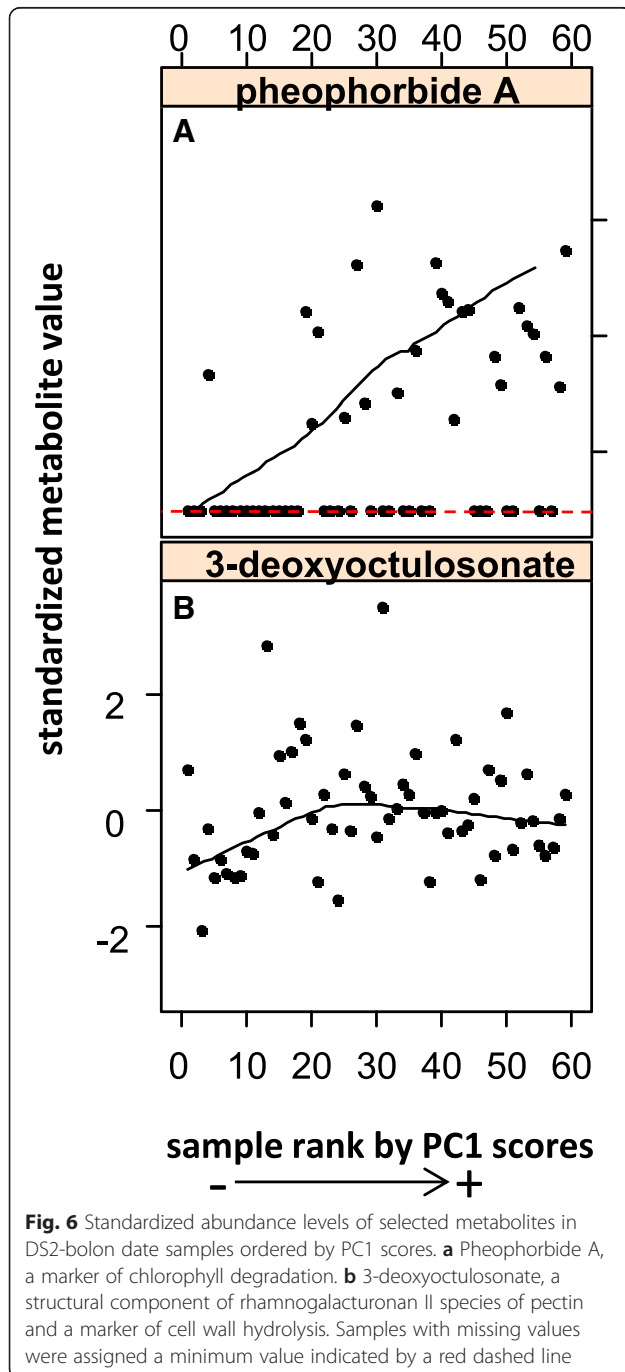 0 10 20 30 40 50 60
pheophorbide A
A
standardized metabolite value
3-deoxyoctulosonate
B
2
0
-2
0 10 20 30 40 50 60
sample rank by PC1 scores
- +
Fig. 6 Standardized abundance levels of selected metabolites in
DS2-bolon date samples ordered by PC1 scores. a Pheophorbide A,
a marker of chlorophyll degradation. b 3-deoxyoctulosonate, a
structural component of rhamnogalacturonan II species of pectin
and a marker of cell wall hydrolysis. Samples with missing values
were assigned a minimum value indicated by a red dashed line